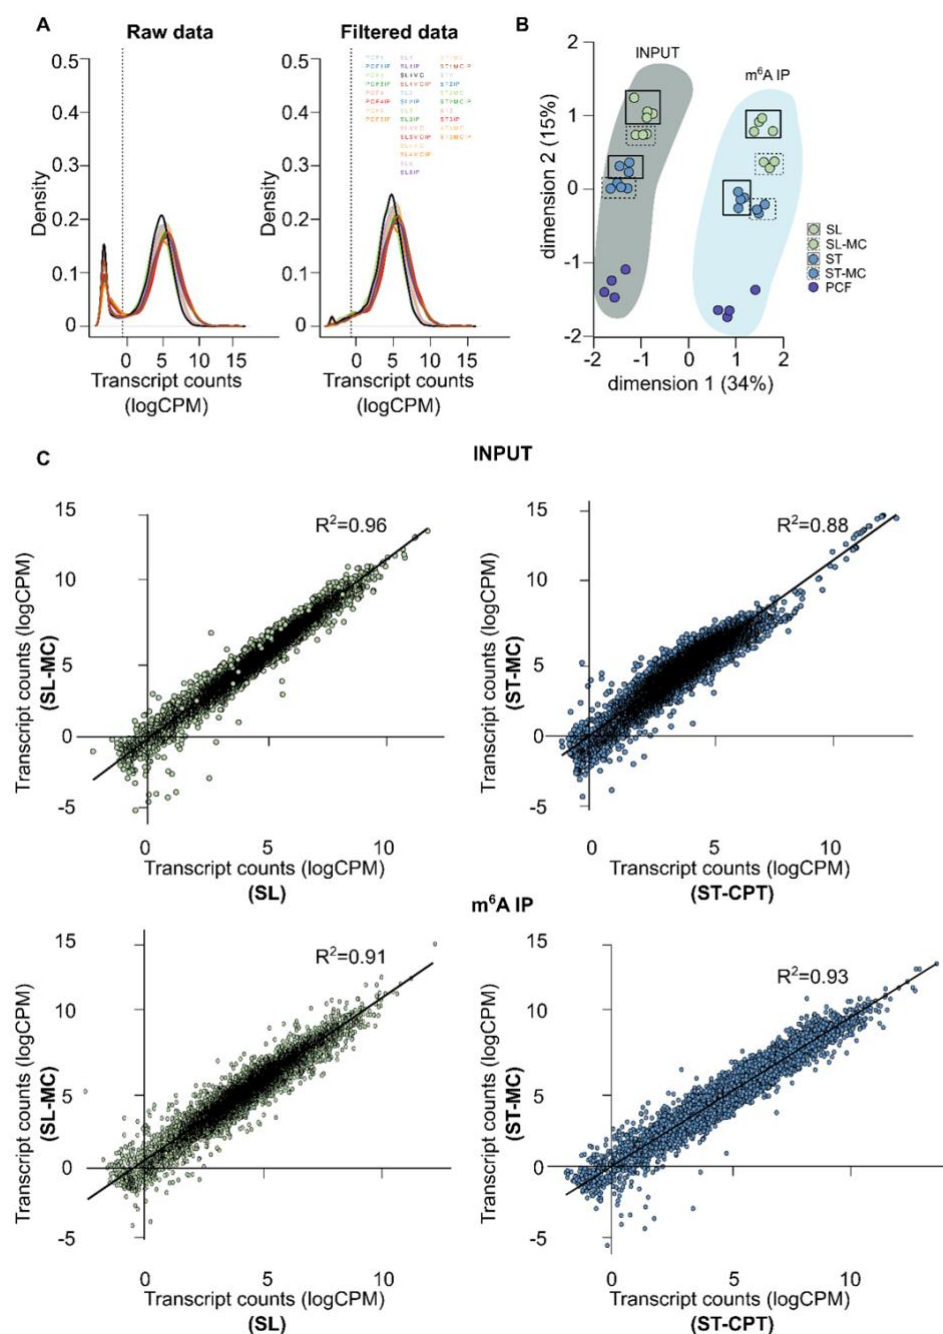 A
Raw data
Filtered data
0.5
0.4
0.3
0.2
0.1
0
Density
0
5
10
15
Transcript counts
(logCPM)
0.5
0.4
0.3
0.2
0.1
0
Density
0
5
10
15
Transcript counts
(logCPM)
B
INPUT
m⁶A IP
2
1
0
-1
-2
dimension 2 (15%)
-2
-1
0
1
2
dimension 1 (34%)
SL
SL-MC
ST
ST-MC
PCF
C
INPUT
15
10
5
0
-5
R²=0.96
Transcript counts (logCPM)
(SL-MC)
0
5
10
Transcript counts (logCPM)
(SL)
15
10
5
0
-5
R²=0.88
Transcript counts (logCPM)
(ST-MC)
0
5
10
Transcript counts (logCPM)
(ST-CPT)
m⁶A IP
15
10
5
0
-5
R²=0.91
Transcript counts (logCPM)
(SL-MC)
0
5
10
Transcript counts (logCPM)
(SL)
15
10
5
0
-5
R²=0.93
Transcript counts (logCPM)
(ST-MC)
0
5
10
Transcript counts (logCPM)
(ST-CPT)